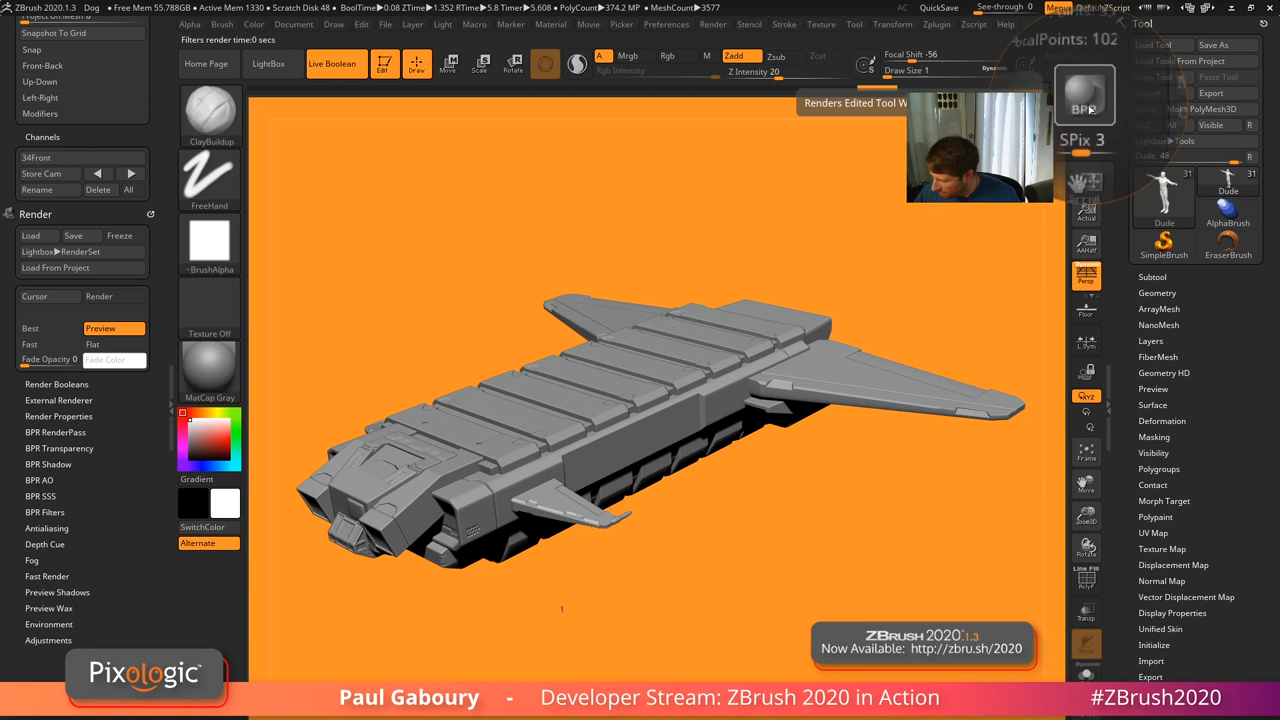 ZBrush 2020.1.3
Dog
• Free Mem 55.788GB • Active Mem 1330 • Scratch Disk 48 • BoolTime▶0.08 ZTime▶1.352 RTime▶5.8 Timer▶5.608 • PolyCount▶374.2 MP • MeshCount▶3577
AC
QuickSave
See-through 0
Menus
DefaultZScript
Alpha
Brush
Color
Document
Draw
Edit
File
Layer
Light
Macro
Marker
Material
Movie
Picker
Preferences
Render
Stencil
Stroke
Texture
Tool
Transform
Zplugin
Zscript
Help
Filters render time:0 secs
Snapshot To Grid
Snap
Front-Back
Up-Down
Left-Right
Modifiers
Channels
34Front
Store Cam
Rename
Delete
All
Render
Load
Save
Freeze
Lightbox▶RenderSet
Load From Project
Cursor
Render
Best
Preview
Fast
Flat
Fade Opacity 0
Fade Color
Render Booleans
External Renderer
Render Properties
BPR RenderPass
BPR Transparency
BPR Shadow
BPR AO
BPR SSS
BPR Filters
Antialiasing
Depth Cue
Fog
Fast Render
Preview Shadows
Preview Wax
Environment
Adjustments
Home Page
LightBox
Live Boolean
Edit
Draw
Move
Scale
Rotate
A
Mrgb
Rgb
M
Rgb Intensity
Zadd
Zsub
Zcut
Z Intensity 20
Focal Shift -56
Draw Size 1
Dynamic
ClayBuildup
FreeHand
~BrushAlpha
Texture Off
MatCap Gray
Gradient
SwitchColor
Alternate
Renders Edited Tool W
talPoints: 102
BPR
SPix 3
Scroll
Actual
AAHalf
Dynamic
Persp
Floor
L.Sym
XYZ
Frame
Move
Zoom3D
Rotate
Line Fill
PolyF
Transp
Ghost
Dynamic
Tool
Load Tool
Save As
Load Tools From Project
Copy Tool
Paste Tool
Import
Export
Clone
Make PolyMesh3D
GoZ
All
Visible
R
Lightbox▶Tools
Dude. 48
R
31
31
Dude
Dude
AlphaBrush
SimpleBrush
EraserBrush
Subtool
Geometry
ArrayMesh
NanoMesh
Layers
FiberMesh
Geometry HD
Preview
Surface
Deformation
Masking
Visibility
Polygroups
Contact
Morph Target
Polypaint
UV Map
Texture Map
Displacement Map
Normal Map
Vector Displacement Map
Display Properties
Unified Skin
Initialize
Import
Export
ZBRUSH 2020.1.3
Now Available: http://zbru.sh/2020
Pixologic™
Paul Gaboury - Developer Stream: ZBrush 2020 in Action
#ZBrush2020